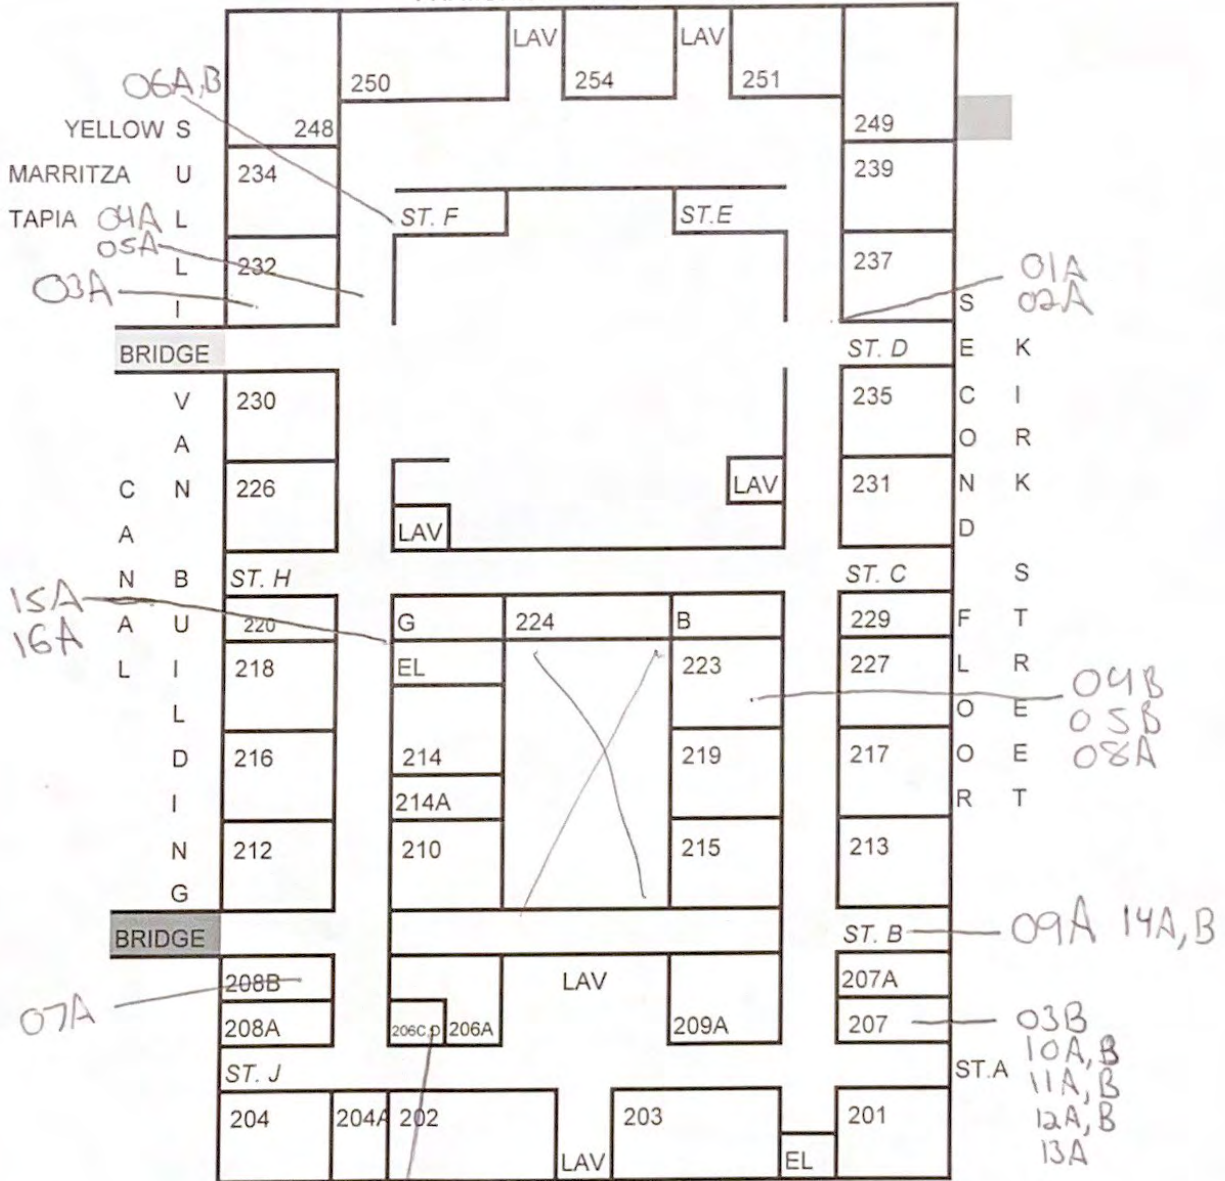 LAV LAV
250 254 251
06A,B
YELLOW S 248 249
MARRITZA U 234 239
TAPIA 04A L ST. F ST.E
05A
L 232 237 01A
03A I S 02A
BRIDGE ST. D E K
V 230 235 C I
A O R
C N 226 LAV 231 N K
A LAV D
N B ST. H ST. C S
15A
16A A U 220 G 224 B 229 F T
L I 218 EL 223 227 L R
04B
L O E
05B
D 216 214 219 217 O E
08A
I 214A R T
N 212 210 215 213
G
BRIDGE ST. B 09A 14A,B
208B LAV 207A
07A
208A 206C,D 206A 209A 207 03B
ST. J ST.A 10A,B
11A,B
204 204A 202 203 201 12A,B
LAV EL 13A